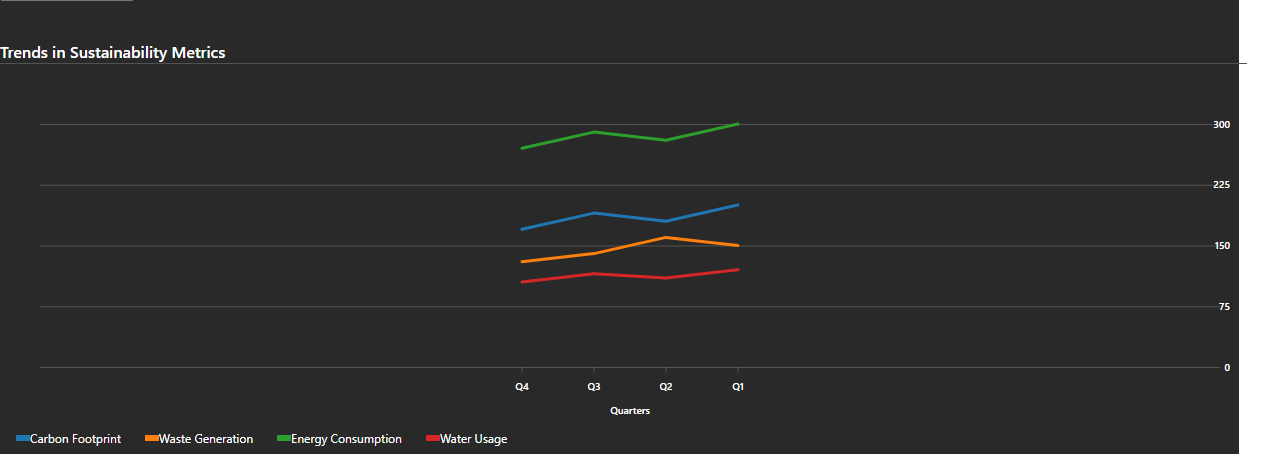 Trends in Sustainability Metrics
300
225
150
75
0
Q4 Q3 Q2 Q1
Quarters
Carbon Footprint Waste Generation Energy Consumption Water Usage